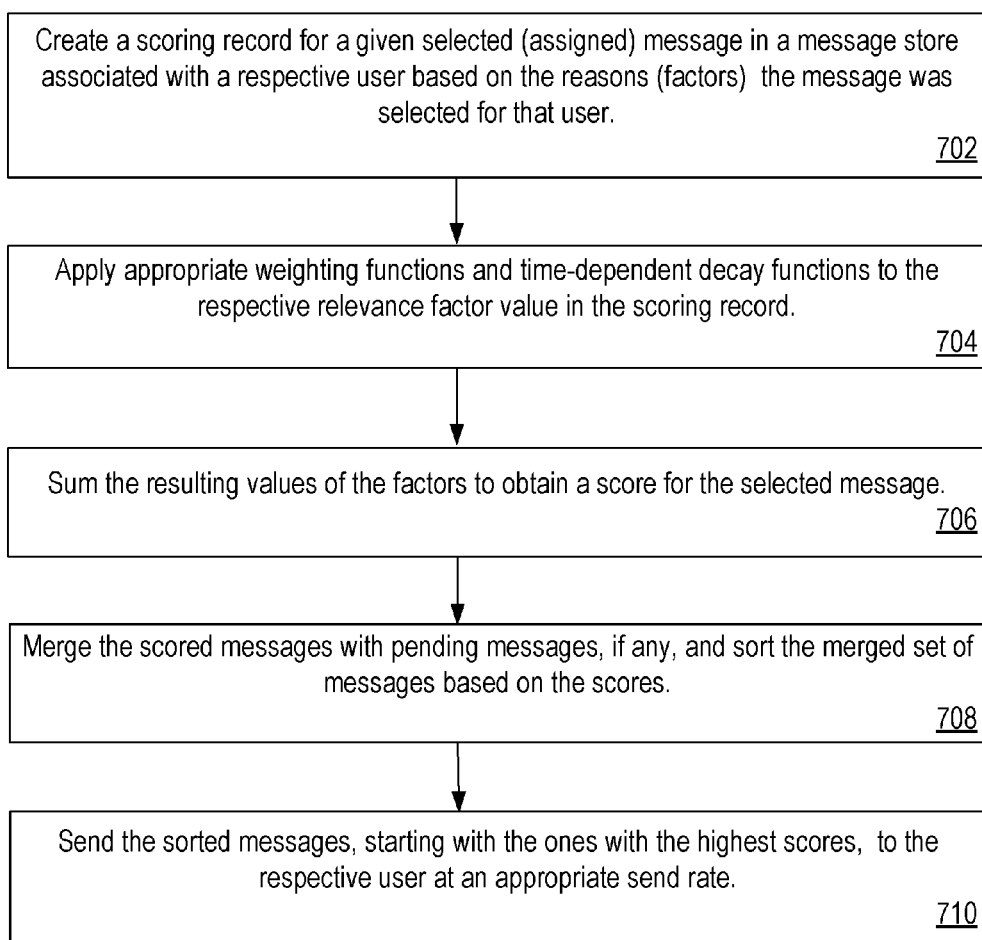 Create a scoring record for a given selected (assigned) message in a message store
associated with a respective user based on the reasons (factors) the message was
selected for that user.
702
Apply appropriate weighting functions and time-dependent decay functions to the
respective relevance factor value in the scoring record.
704
Sum the resulting values of the factors to obtain a score for the selected message.
706
Merge the scored messages with pending messages, if any, and sort the merged set of
messages based on the scores.
708
Send the sorted messages, starting with the ones with the highest scores, to the
respective user at an appropriate send rate.
710